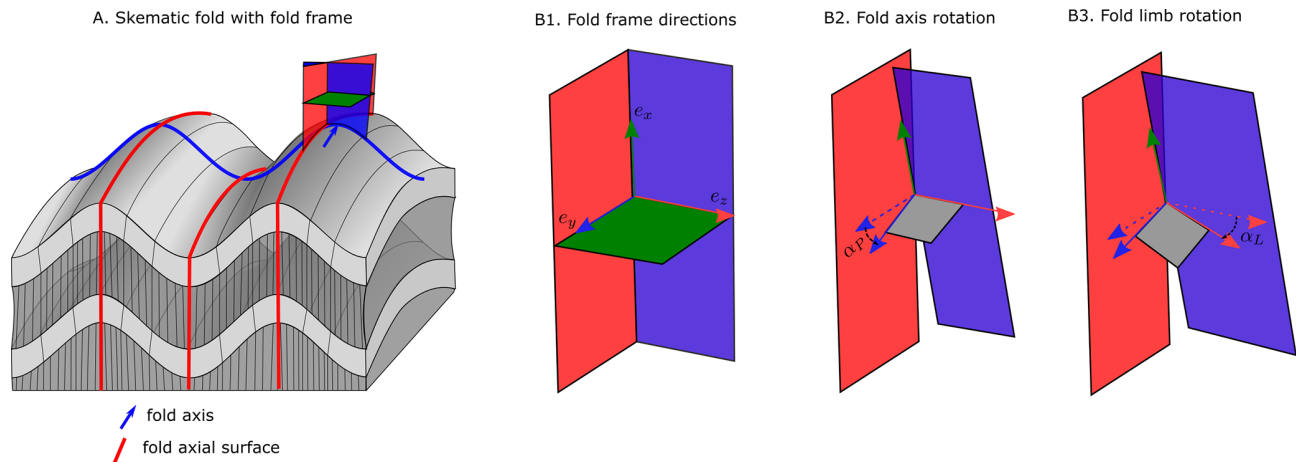 A. Skematic fold with fold frame
B1. Fold frame directions
B2. Fold axis rotation
B3. Fold limb rotation
e_x
e_y
e_z
α_P
α_L
fold axis
fold axial surface